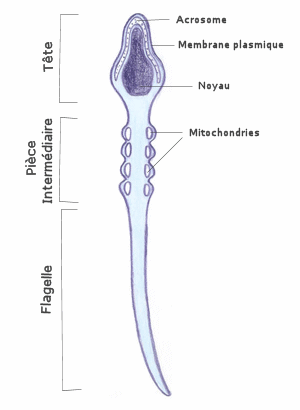 Acrosome
Membrane plasmique
Tête
Noyau
Mitochondries
Pièce
Intermédiaire
Flagelle